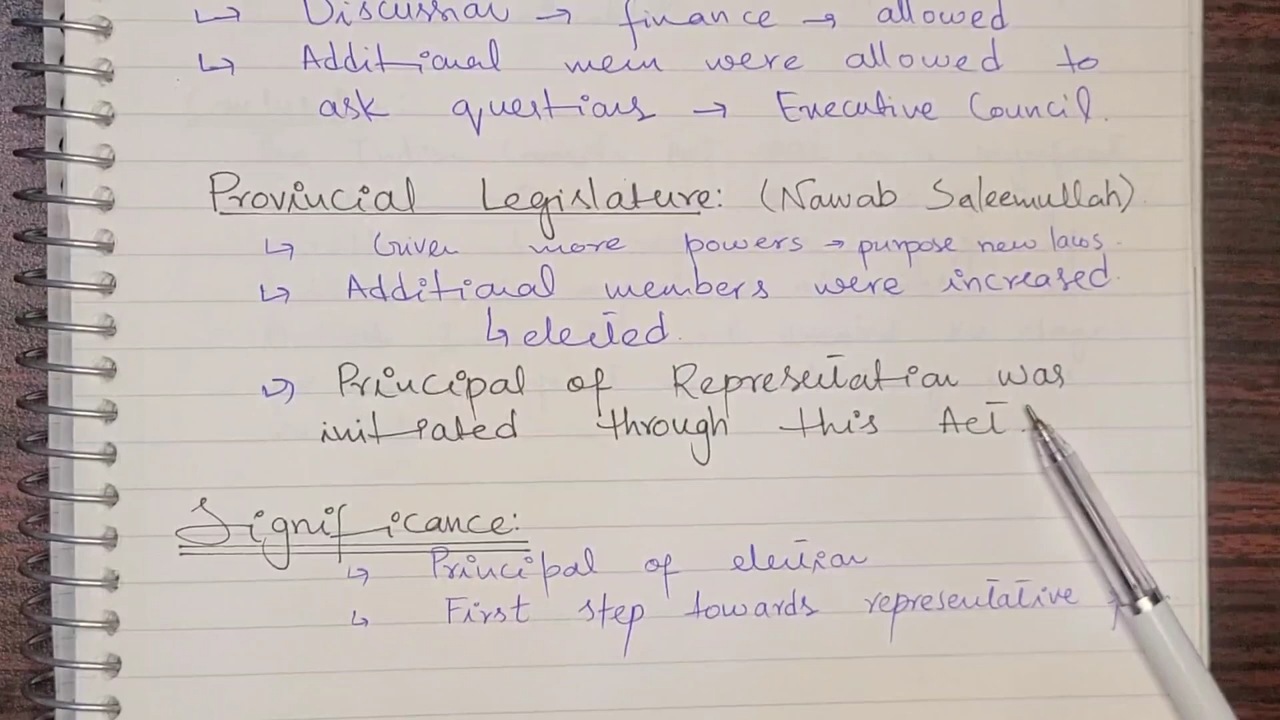 ↳ Discussion → finance → allowed
↳ Additional mem were allowed to
ask questions → Executive Council.
Provincial Legislature: (Nawab Saleemullah)
↳ Given more powers → purpose new laws.
↳ Additional members were increased.
↳ elected.
↳ Principal of Representation was
initiated through this Act.
Significance:
↳ Principal of election
↳ First step towards representative